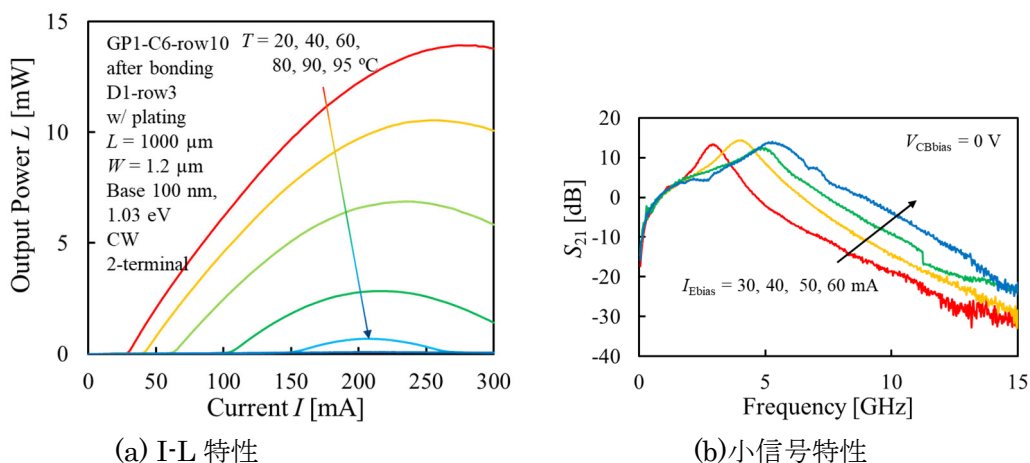 15
10
5
0
Output Power L [mW]
GP1-C6-row10
after bonding
D1-row3
w/ plating
L = 1000 µm
W = 1.2 µm
Base 100 nm,
1.03 eV
CW
2-terminal
T = 20, 40, 60,
80, 90, 95 ºC
0 50 100 150 200 250 300
Current I [mA]
(a) I-L 特性
20
10
0
-10
-20
-30
-40
S21 [dB]
VCBbias = 0 V
IEbias = 30, 40, 50, 60 mA
0 5 10 15
Frequency [GHz]
(b)小信号特性